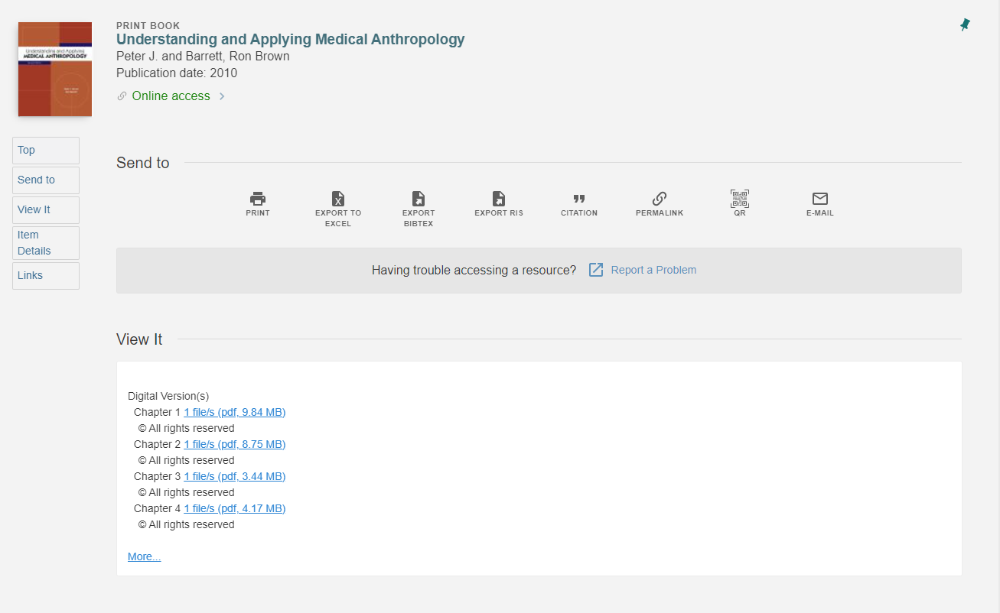 Understanding and Applying
MEDICAL ANTHROPOLOGY
PRINT BOOK
Understanding and Applying Medical Anthropology
Peter J. and Barrett, Ron Brown
Publication date: 2010
Online access
Top
Send to
View It
Item
Details
Links
Send to
PRINT
EXPORT TO
EXCEL
EXPORT
BIBTEX
EXPORT RIS
CITATION
PERMALINK
QR
E-MAIL
Having trouble accessing a resource? Report a Problem
View It
Digital Version(s)
Chapter 1 1 file/s (pdf, 9.84 MB)
© All rights reserved
Chapter 2 1 file/s (pdf, 8.75 MB)
© All rights reserved
Chapter 3 1 file/s (pdf, 3.44 MB)
© All rights reserved
Chapter 4 1 file/s (pdf, 4.17 MB)
© All rights reserved
More...